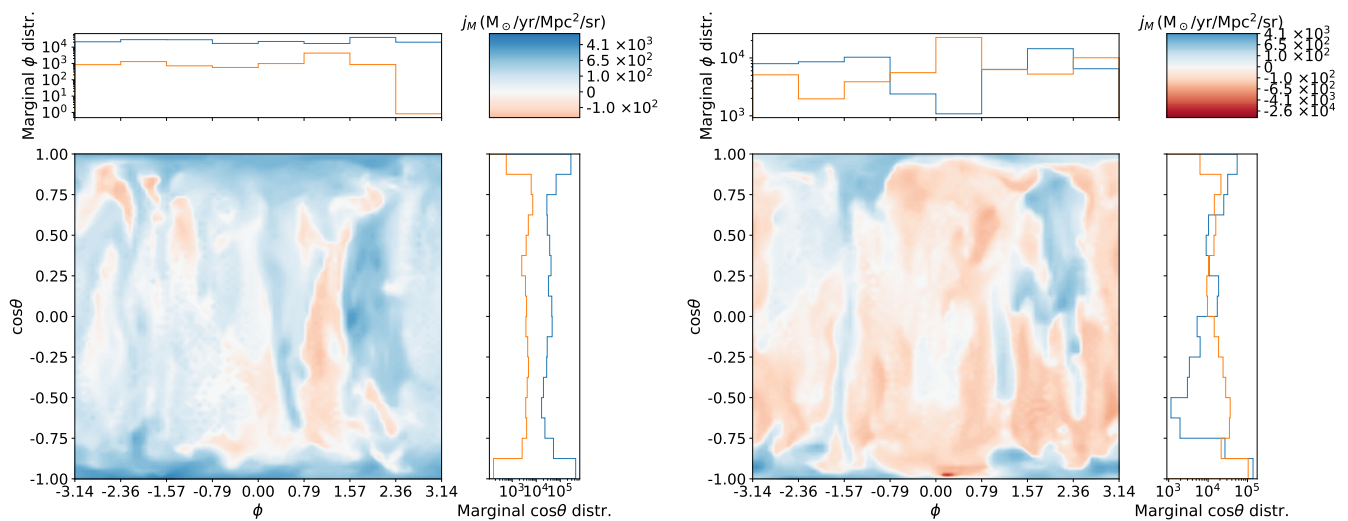 Marginal ϕ distr.
10⁴
10³
10²
10¹
10⁰
j_M (M_⊙/yr/Mpc²/sr)
4.1 ×10³
6.5 ×10²
1.0 ×10²
0
-1.0 ×10²
cosθ
1.00
0.75
0.50
0.25
0.00
-0.25
-0.50
-0.75
-1.00
-3.14 -2.36 -1.57 -0.79 0.00 0.79 1.57 2.36 3.14
ϕ
10³ 10⁴ 10⁵
Marginal cosθ distr.
Marginal ϕ distr.
10⁴
10³
j_M (M_⊙/yr/Mpc²/sr)
4.1 ×10³
6.5 ×10²
1.0 ×10²
0
-1.0 ×10²
-6.5 ×10²
-4.1 ×10³
-2.6 ×10⁴
cosθ
1.00
0.75
0.50
0.25
0.00
-0.25
-0.50
-0.75
-1.00
-3.14 -2.36 -1.57 -0.79 0.00 0.79 1.57 2.36 3.14
ϕ
10³ 10⁴ 10⁵
Marginal cosθ distr.